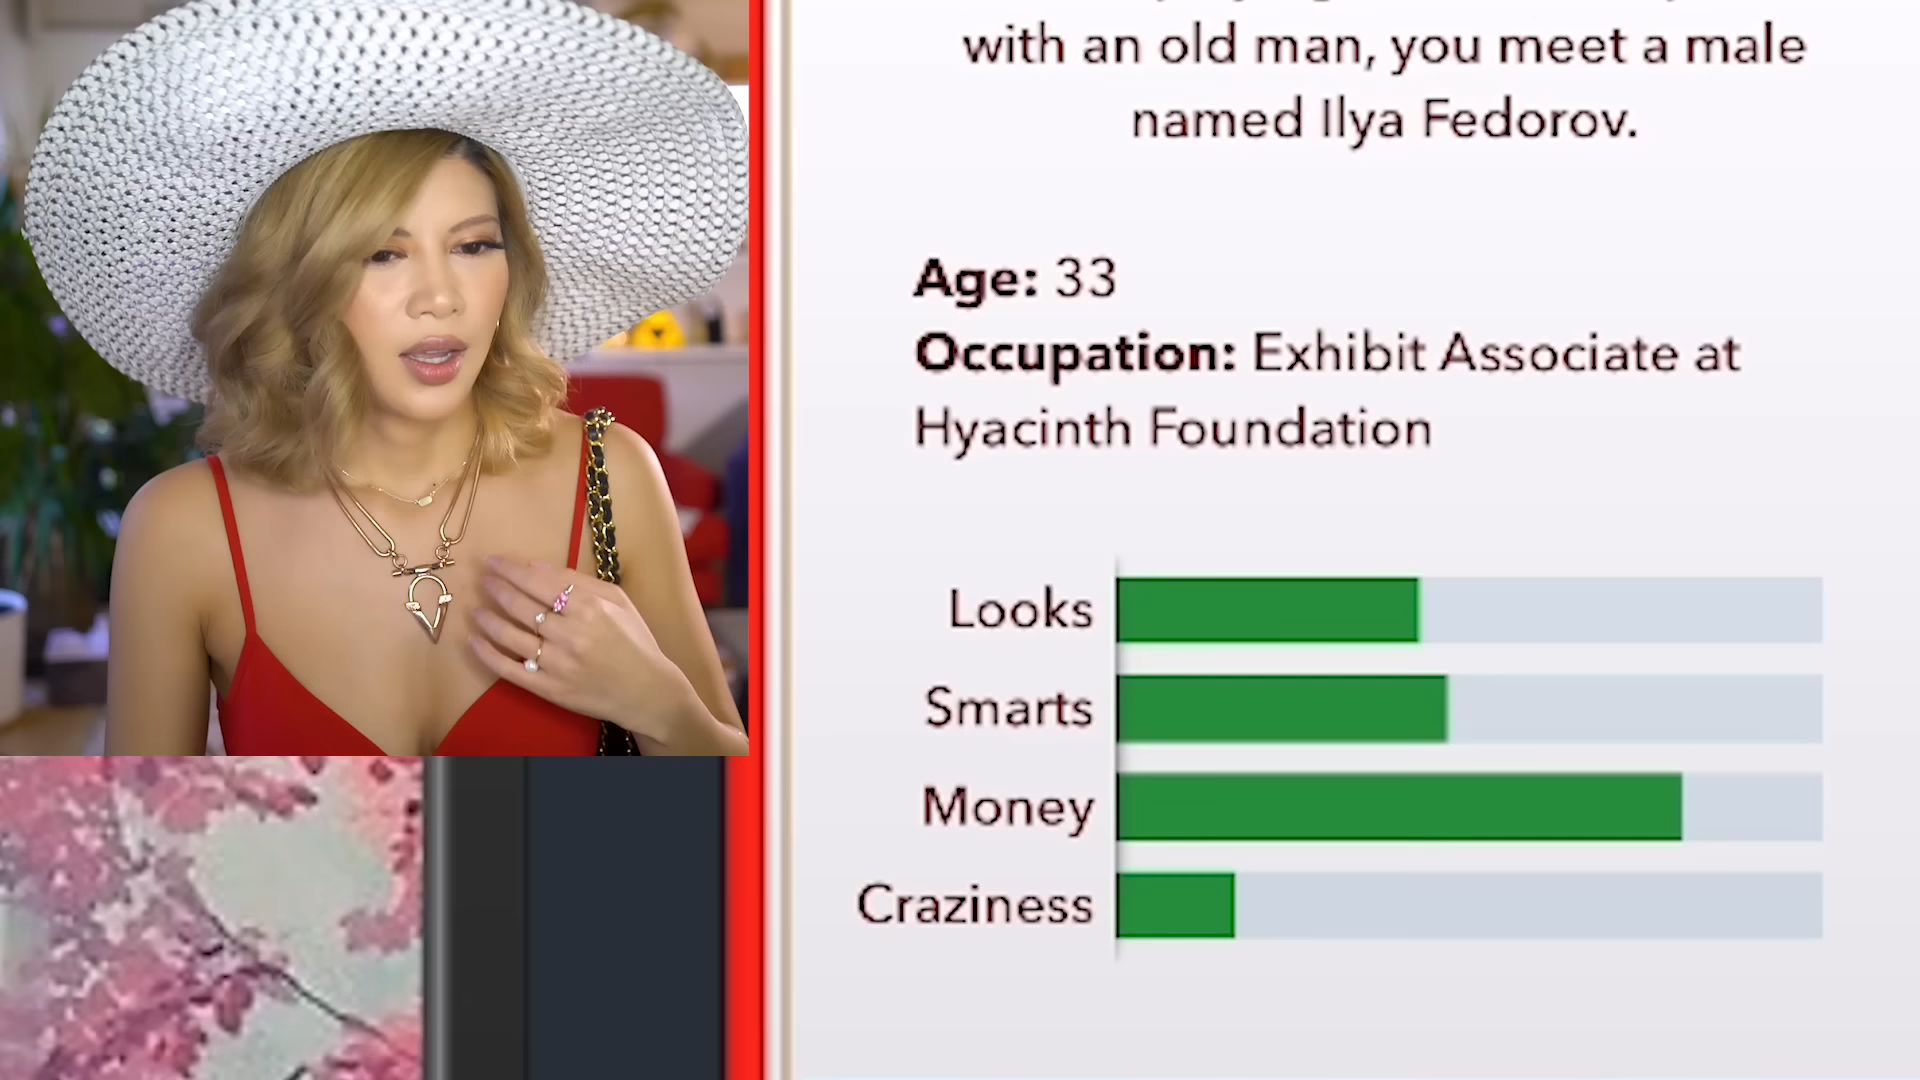 with an old man, you meet a male
named Ilya Fedorov.
Age: 33
Occupation: Exhibit Associate at
Hyacinth Foundation
Looks
Smarts
Money
Craziness